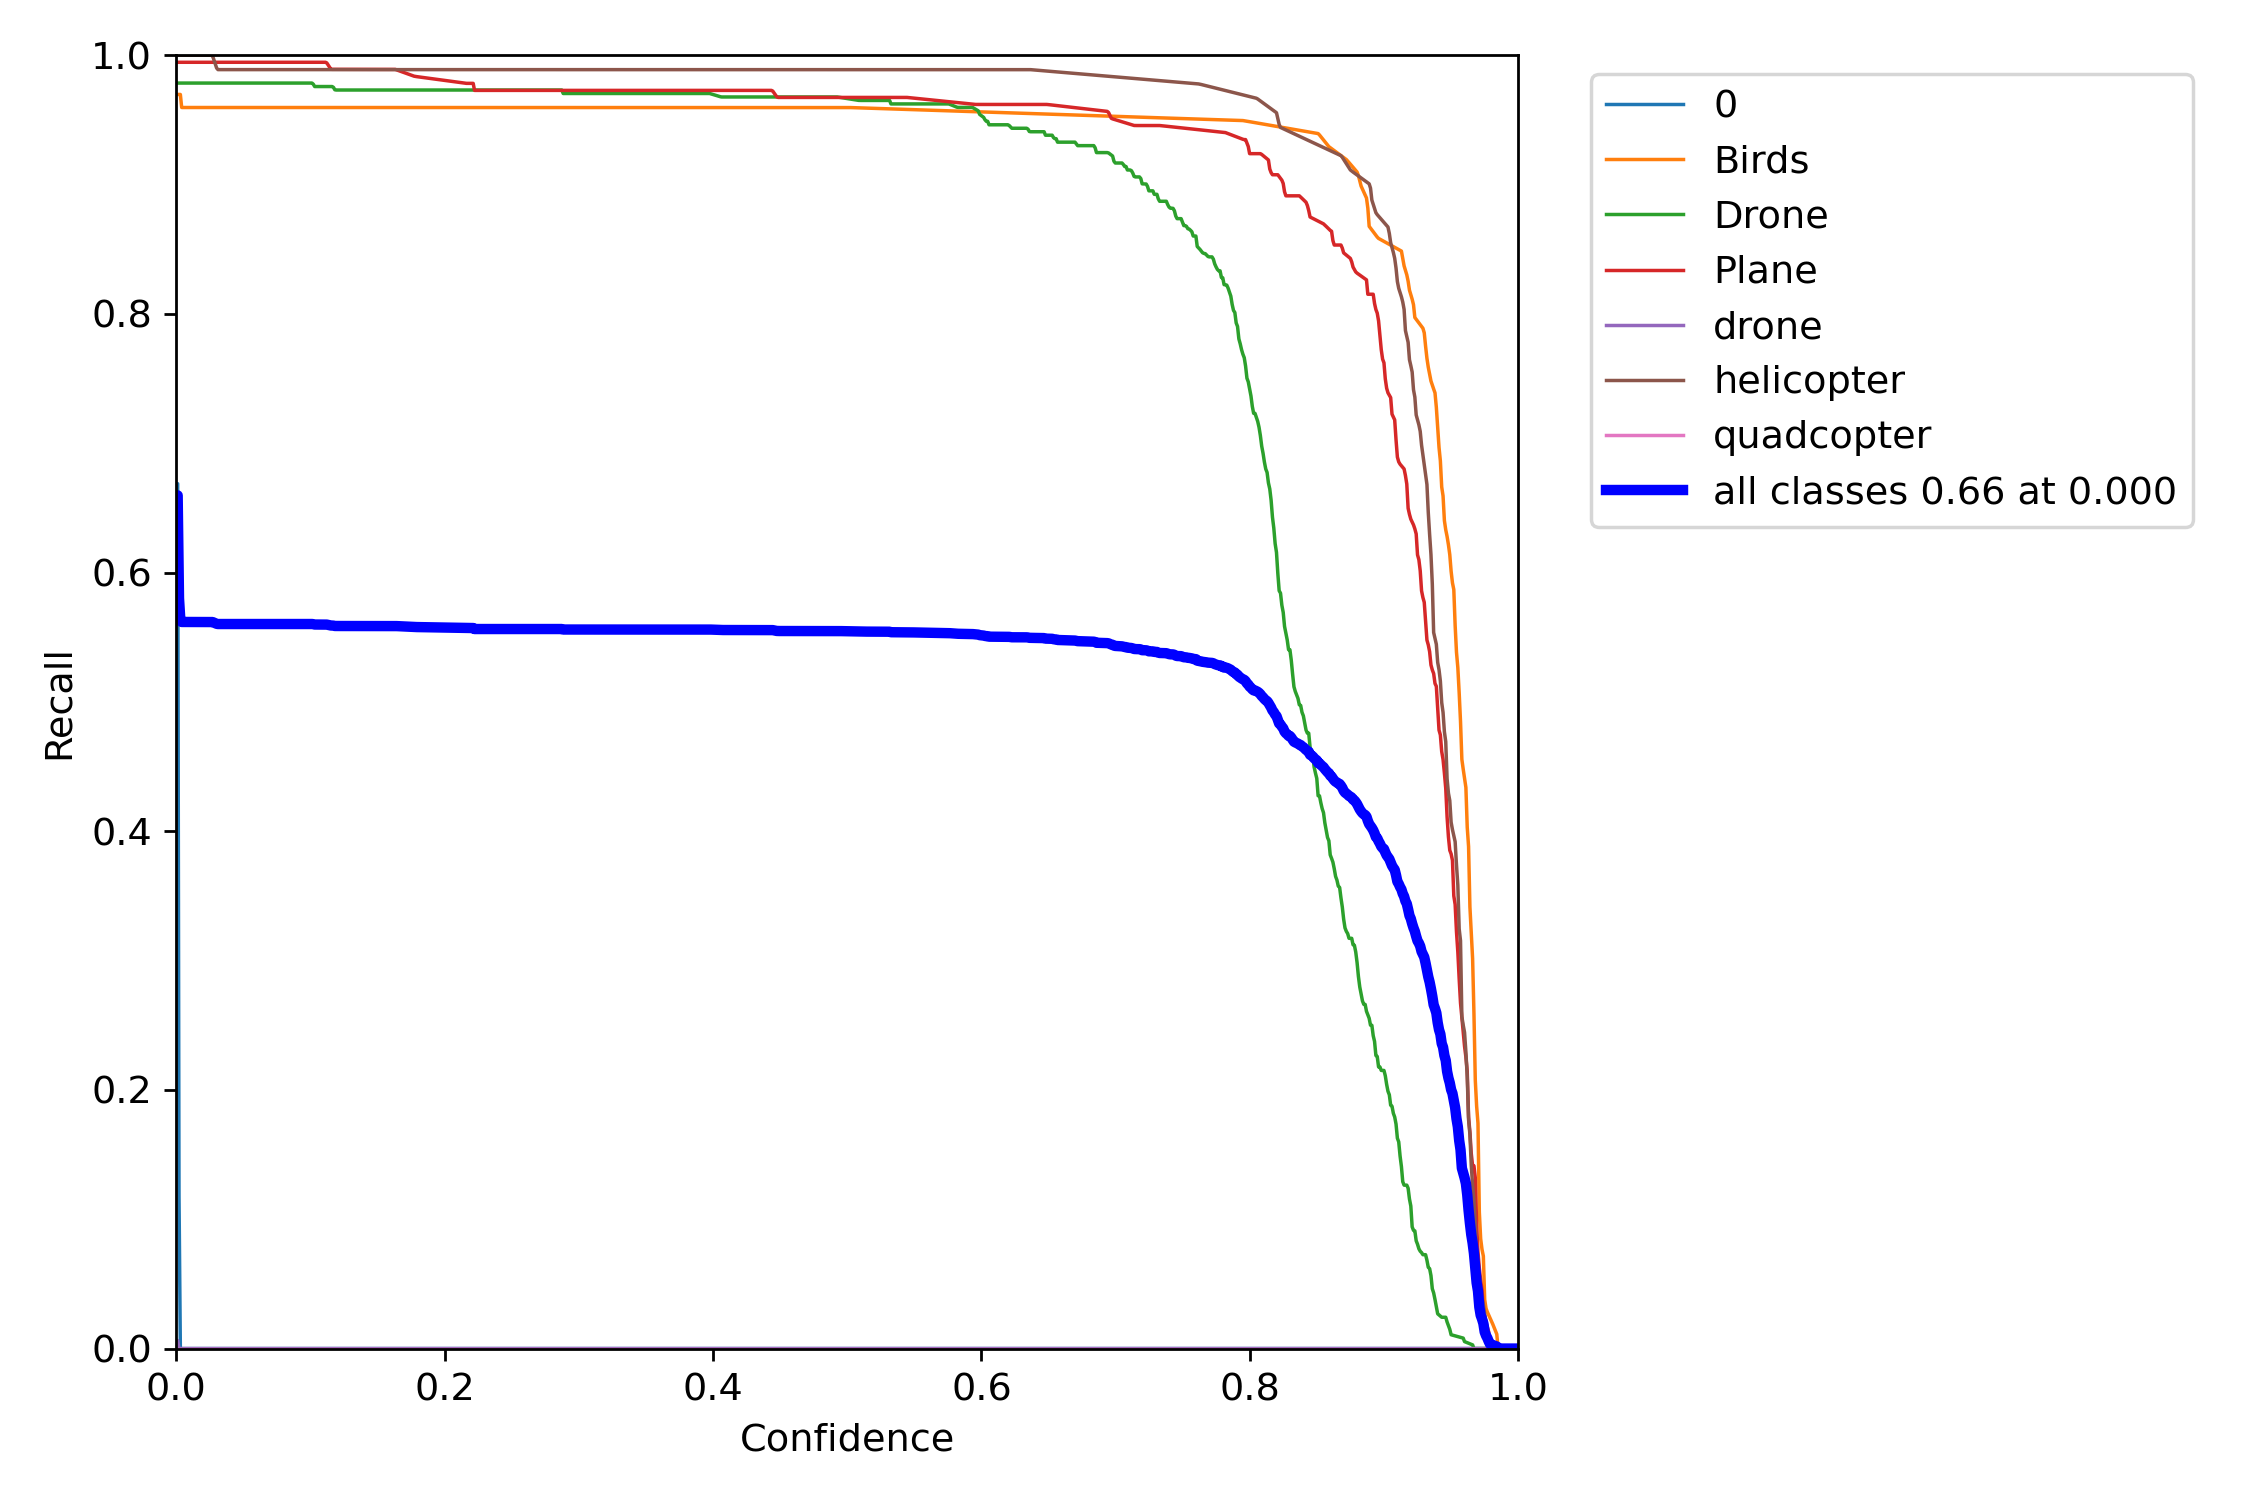 1.0
0.8
0.6
0.4
0.2
0.0
Recall
0.0 0.2 0.4 0.6 0.8 1.0
Confidence
0
Birds
Drone
Plane
drone
helicopter
quadcopter
all classes 0.66 at 0.000